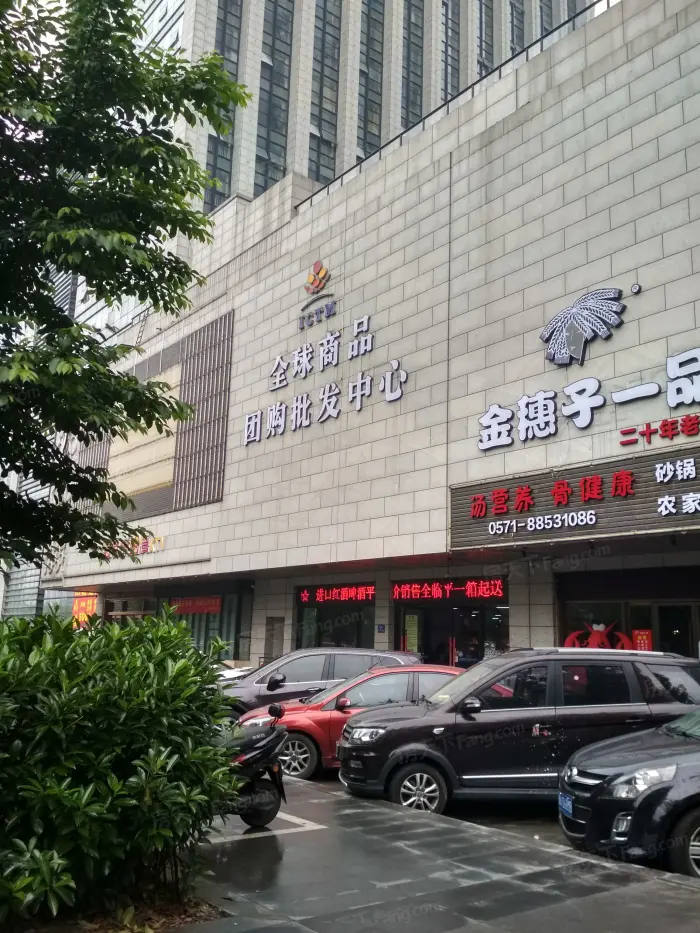 ICTM
全球商品
团购批发中心
金穗子一品
二十年老
汤营养 骨健康
砂锅
农家
0571-88531086
进口红酒啤酒平
价销售全临平一箱起送